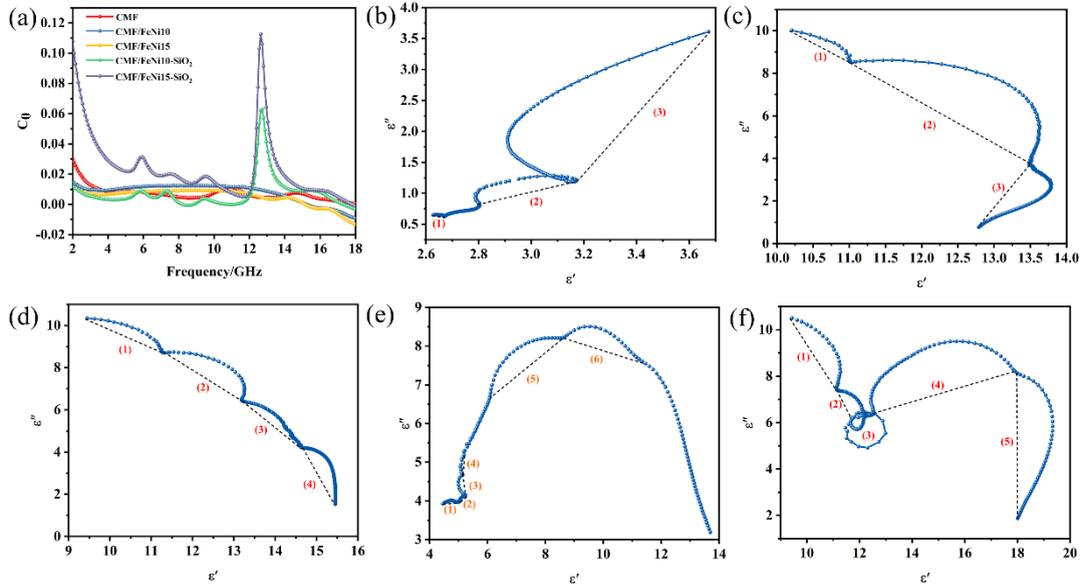 (a)
0.12
0.10
0.08
0.06
0.04
0.02
0.00
-0.02
C₀
CMF
CMF/FeNi10
CMF/FeNi15
CMF/FeNi10-SiO₂
CMF/FeNi15-SiO₂
2 4 6 8 10 12 14 16 18
Frequency/GHz
(b)
4.0
3.5
3.0
2.5
2.0
1.5
1.0
0.5
ε″
(1)
(2)
(3)
2.6 2.8 3.0 3.2 3.4 3.6
ε′
(c)
10
8
6
4
2
0
ε″
(1)
(2)
(3)
10.0 10.5 11.0 11.5 12.0 12.5 13.0 13.5 14.0
ε′
(d)
10
8
6
4
2
0
ε″
(1)
(2)
(3)
(4)
9 10 11 12 13 14 15 16
ε′
(e)
9
8
7
6
5
4
3
ε″
(1)
(2)
(3)
(4)
(5)
(6)
4 6 8 10 12 14
ε′
(f)
10
8
6
4
2
ε″
(1)
(2)
(3)
(4)
(5)
10 12 14 16 18 20
ε′